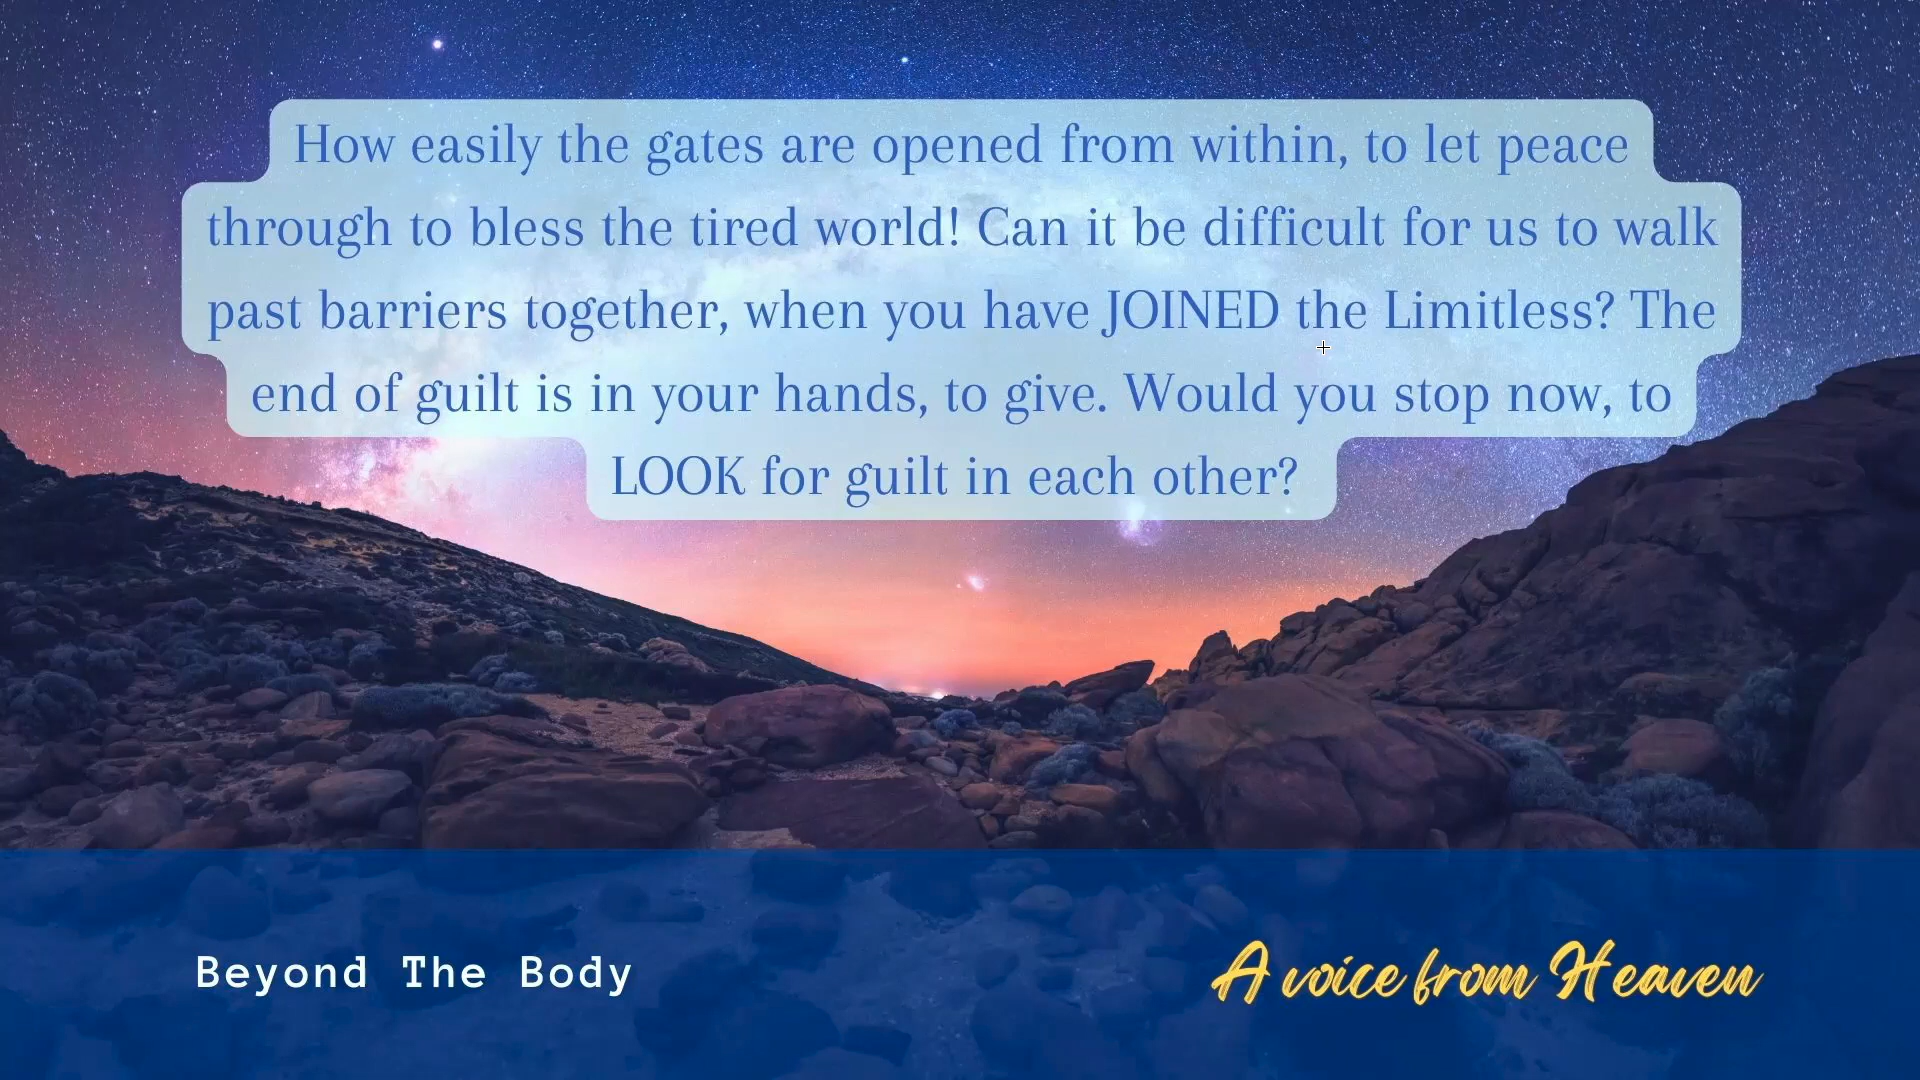 How easily the gates are opened from within, to let peace
through to bless the tired world! Can it be difficult for us to walk
past barriers together, when you have JOINED the Limitless? The
end of guilt is in your hands, to give. Would you stop now, to
LOOK for guilt in each other?
Beyond The Body
A voice from Heaven